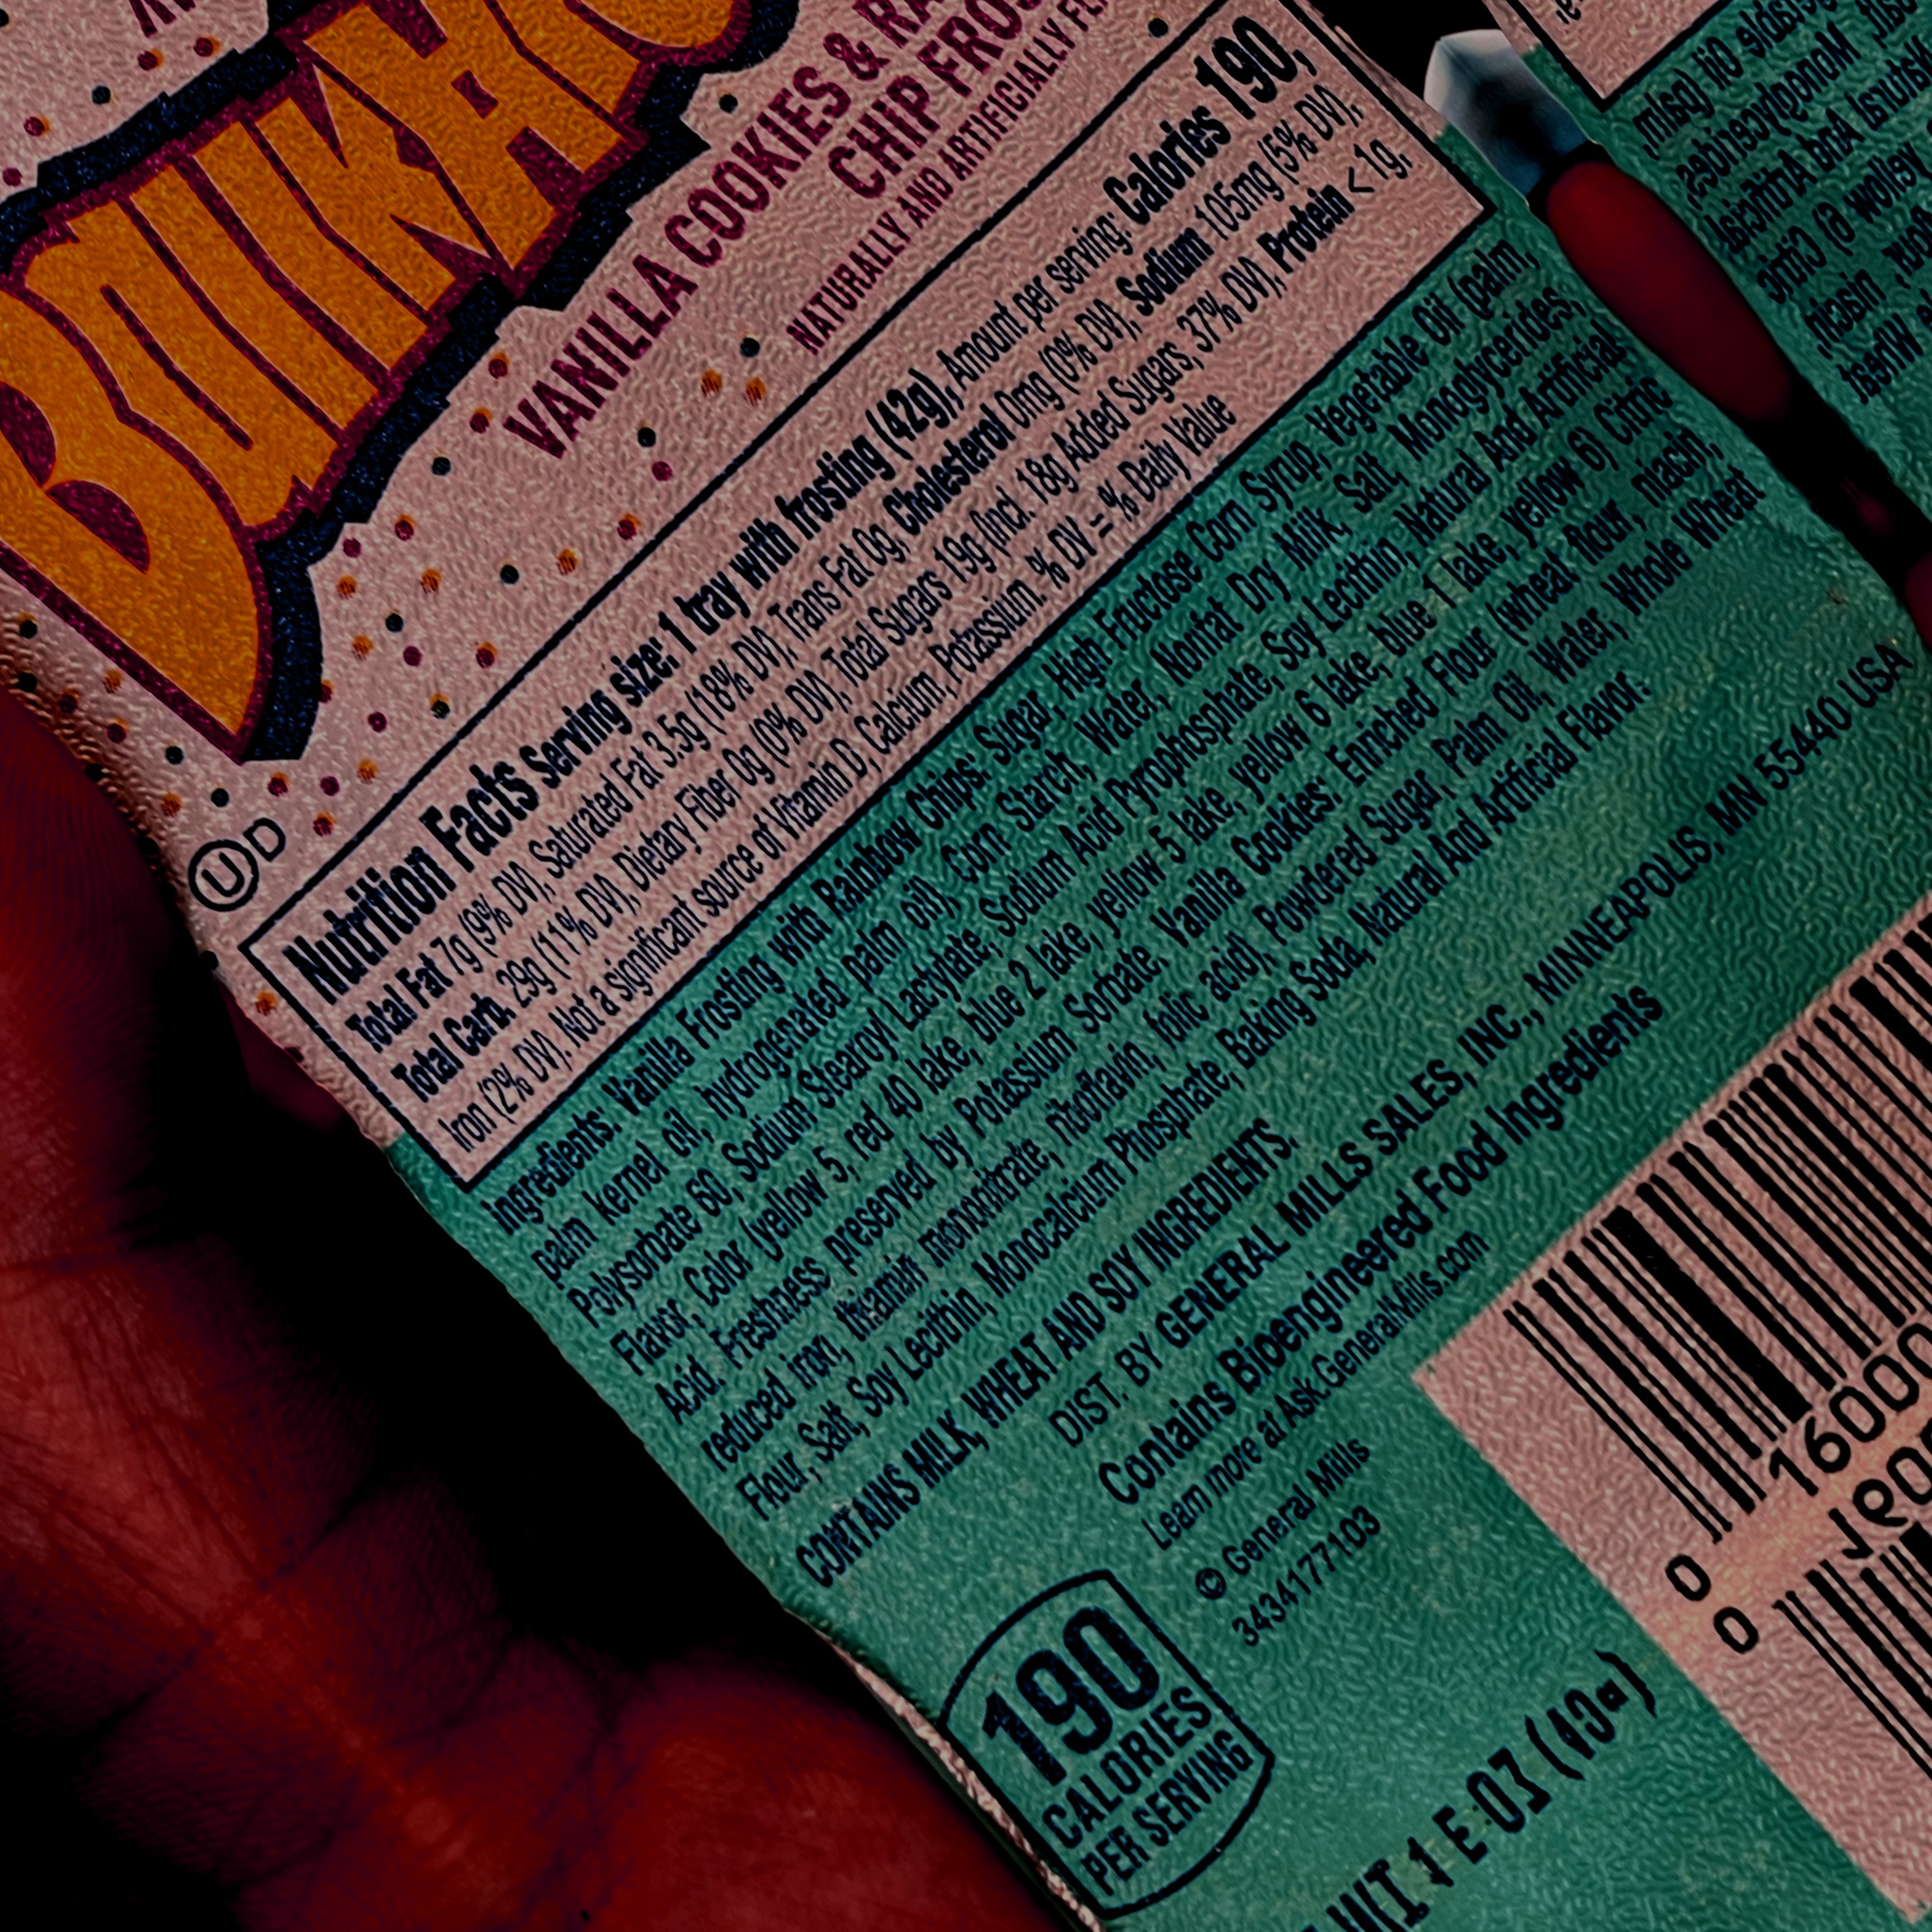 VANILLA COOKIES &
CHIP
NATURALLY AND ARTIFICIALLY
U D
Nutrition Facts Serving size: 1 tray with frosting (42g), Amount per serving: Calories 190,
Total Fat 7g (9% DV), Saturated Fat 3.5g (18% DV), Trans Fat 0g, Cholesterol 0mg (0% DV), Sodium 105mg (5% DV),
Total Carb. 29g (11% DV), Dietary Fiber 0g (0% DV), Total Sugars 19g (Incl. 18g Added Sugars, 37% DV), Protein < 1g,
Iron (2% DV). Not a significant source of Vitamin D, Calcium, Potassium. % DV = % Daily Value
Ingredients: Vanilla Frosting with Rainbow Chips: Sugar, High Fructose Corn Syrup, Vegetable Oil (palm,
palm kernel oil, hydrogenated palm oil), Corn Starch, Water, Nonfat Dry Milk, Salt, Monoglycerides,
Polysorbate 60, Sodium Stearoyl Lactylate, Sodium Acid Pyrophosphate, Soy Lecithin, Natural And Artificial
Flavor, Color (yellow 5, red 40 lake, blue 2 lake, yellow 5 lake, yellow 6 lake, blue 1 lake, yellow 6) Citric
Acid. Freshness preserved by Potassium Sorbate. Vanilla Cookies: Enriched Flour (wheat flour, niacin,
reduced iron, thiamin mononitrate, riboflavin, folic acid), Powdered Sugar, Palm Oil, Water, Whole Wheat
Flour, Salt, Soy Lecithin, Monocalcium Phosphate, Baking Soda, Natural And Artificial Flavor.
CONTAINS MILK, WHEAT AND SOY INGREDIENTS.
DIST. BY GENERAL MILLS SALES, INC., MINNEAPOLIS, MN 55440 USA
Contains Bioengineered Food Ingredients
Learn more at Ask.GeneralMills.com
© General Mills
3434177103
190
CALORIES
PER SERVING
0 16000